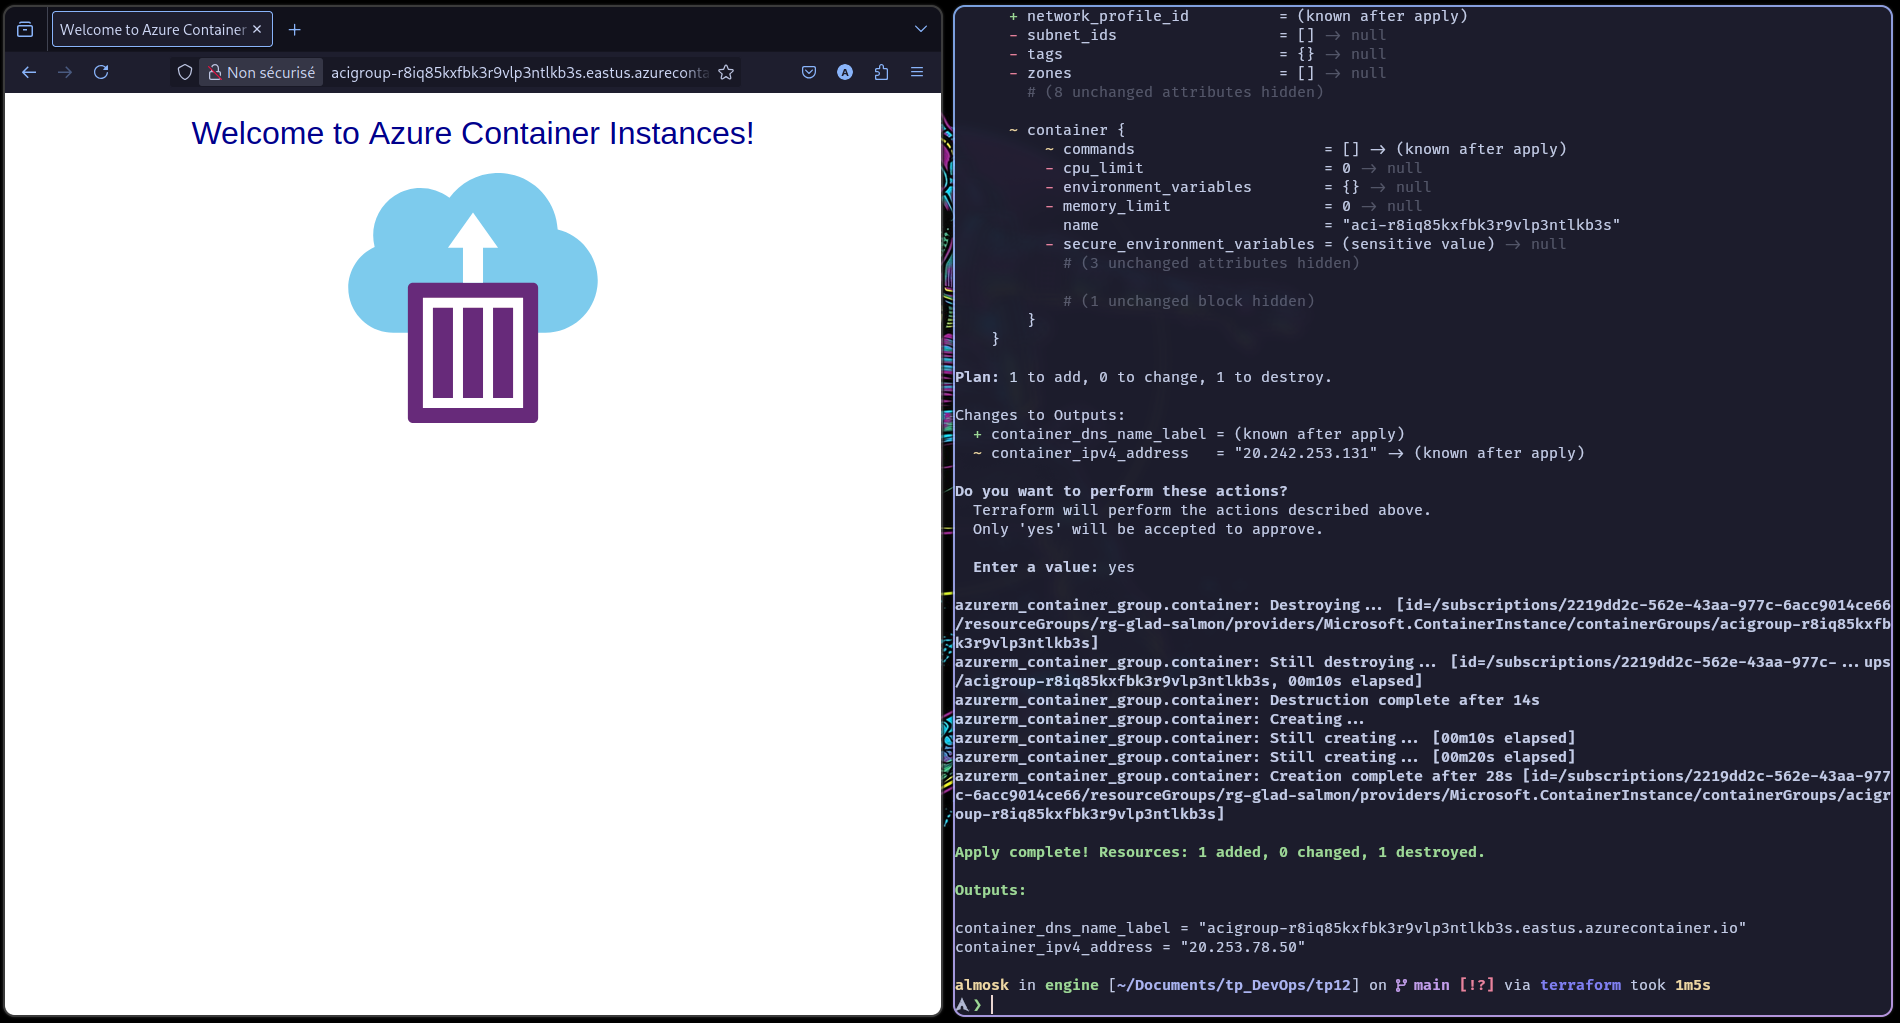 Welcome to Azure Container
Non sécurisé
acigroup-r8iq85kxfbk3r9vlp3ntlkb3s.eastus.azureconta
A
Welcome to Azure Container Instances!
+ network_profile_id = (known after apply)
- subnet_ids = [] -> null
- tags = {} -> null
- zones = [] -> null
# (8 unchanged attributes hidden)
~ container {
~ commands = [] -> (known after apply)
- cpu_limit = 0 -> null
- environment_variables = {} -> null
- memory_limit = 0 -> null
name = "aci-r8iq85kxfbk3r9vlp3ntlkb3s"
- secure_environment_variables = (sensitive value) -> null
# (3 unchanged attributes hidden)
# (1 unchanged block hidden)
}
}
Plan: 1 to add, 0 to change, 1 to destroy.
Changes to Outputs:
+ container_dns_name_label = (known after apply)
~ container_ipv4_address = "20.242.253.131" -> (known after apply)
Do you want to perform these actions?
Terraform will perform the actions described above.
Only 'yes' will be accepted to approve.
Enter a value: yes
azurerm_container_group.container: Destroying... [id=/subscriptions/2219dd2c-562e-43aa-977c-6acc9014ce66
/resourceGroups/rg-glad-salmon/providers/Microsoft.ContainerInstance/containerGroups/acigroup-r8iq85kxfb
k3r9vlp3ntlkb3s]
azurerm_container_group.container: Still destroying... [id=/subscriptions/2219dd2c-562e-43aa-977c-...ups
/acigroup-r8iq85kxfbk3r9vlp3ntlkb3s, 00m10s elapsed]
azurerm_container_group.container: Destruction complete after 14s
azurerm_container_group.container: Creating...
azurerm_container_group.container: Still creating... [00m10s elapsed]
azurerm_container_group.container: Still creating... [00m20s elapsed]
azurerm_container_group.container: Creation complete after 28s [id=/subscriptions/2219dd2c-562e-43aa-977
c-6acc9014ce66/resourceGroups/rg-glad-salmon/providers/Microsoft.ContainerInstance/containerGroups/acigr
oup-r8iq85kxfbk3r9vlp3ntlkb3s]
Apply complete! Resources: 1 added, 0 changed, 1 destroyed.
Outputs:
container_dns_name_label = "acigroup-r8iq85kxfbk3r9vlp3ntlkb3s.eastus.azurecontainer.io"
container_ipv4_address = "20.253.78.50"
almosk in engine [~/Documents/tp_DevOps/tp12] on main [!?] via terraform took 1m5s
❯